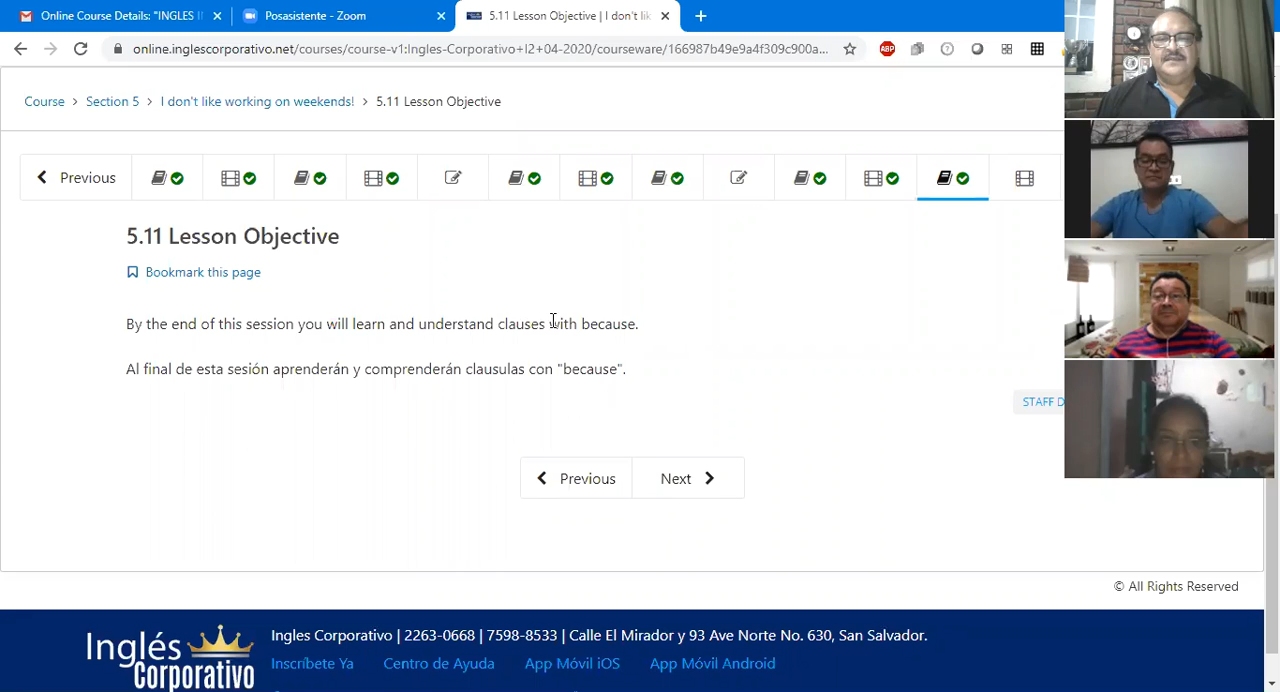 Online Course Details: "INGLES I
Posasistente - Zoom
5.11 Lesson Objective | I don't lik
online.inglescorporativo.net/courses/course-v1:Ingles-Corporativo+I2+04-2020/courseware/166987b49e9a4f309c900a...
ABP
Course > Section 5 > I don't like working on weekends! > 5.11 Lesson Objective
Previous
5.11 Lesson Objective
Bookmark this page
By the end of this session you will learn and understand clauses with because.
Al final de esta sesión aprenderán y comprenderán clausulas con "because".
STAFF D
Previous
Next
© All Rights Reserved
Inglés
Corporativo
Ingles Corporativo | 2263-0668 | 7598-8533 | Calle El Mirador y 93 Ave Norte No. 630, San Salvador.
Inscríbete Ya
Centro de Ayuda
App Móvil iOS
App Móvil Android